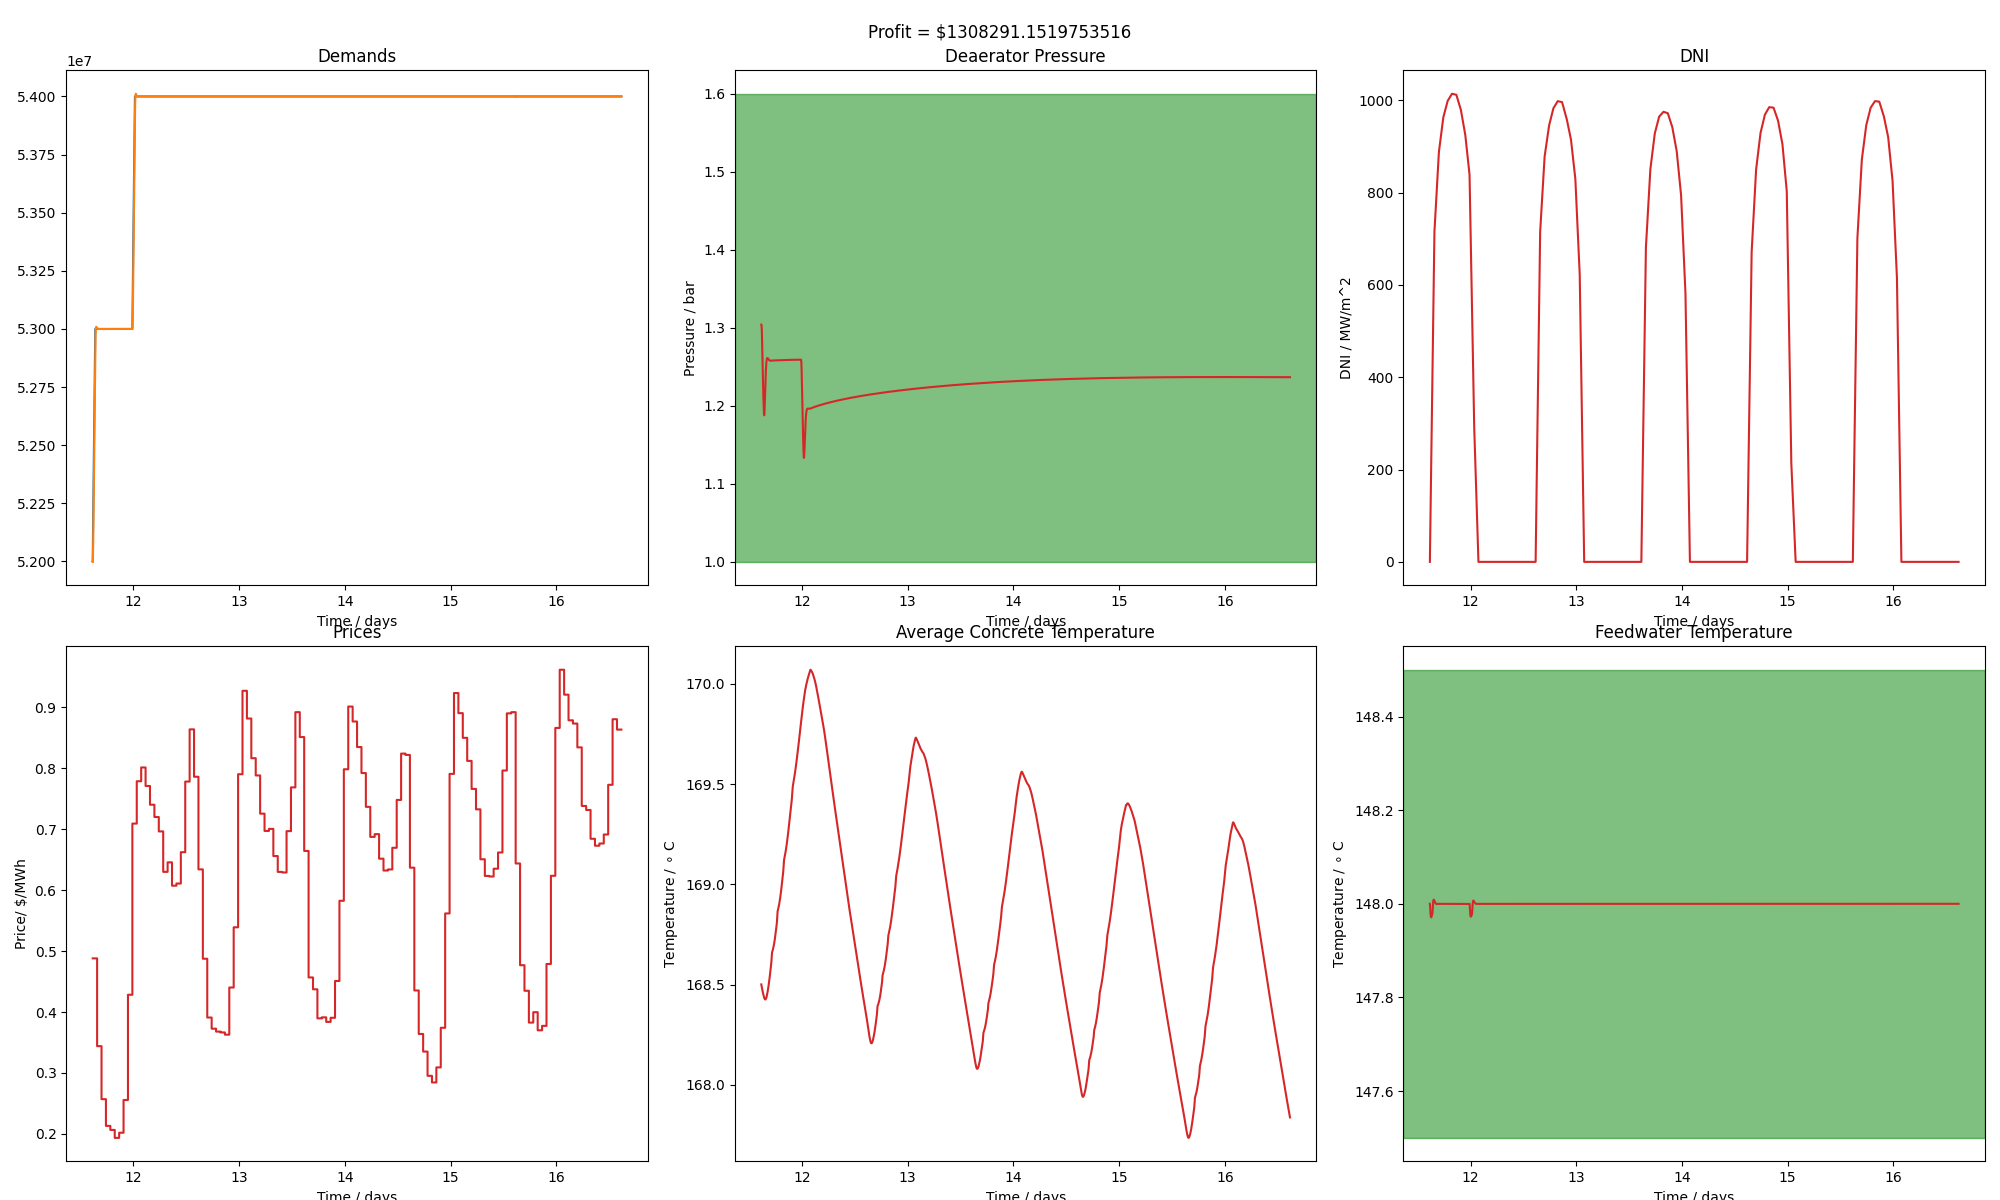 Profit = $1308291.1519753516
Demands
1e7
5.400
5.375
5.350
5.325
5.300
5.275
5.250
5.225
5.200
12 13 14 15 16
Time / days
Deaerator Pressure
Pressure / bar
1.6
1.5
1.4
1.3
1.2
1.1
1.0
12 13 14 15 16
Time / days
DNI
DNI / MW/m^2
1000
800
600
400
200
0
12 13 14 15 16
Time / days
Prices
Price/ $/MWh
0.9
0.8
0.7
0.6
0.5
0.4
0.3
0.2
12 13 14 15 16
Time / days
Average Concrete Temperature
Temperature / ∘ C
170.0
169.5
169.0
168.5
168.0
12 13 14 15 16
Time / days
Feedwater Temperature
Temperature / ∘ C
148.4
148.2
148.0
147.8
147.6
12 13 14 15 16
Time / days